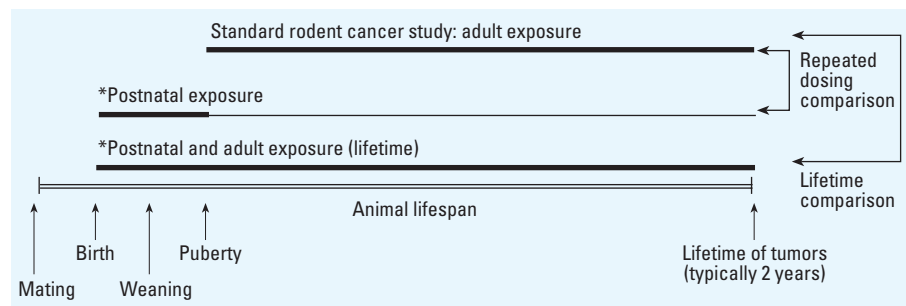 Standard rodent cancer study: adult exposure
Repeated
dosing
comparison
*Postnatal exposure
*Postnatal and adult exposure (lifetime)
Lifetime
comparison
Animal lifespan
Birth
Puberty
Lifetime of tumors
(typically 2 years)
Mating
Weaning